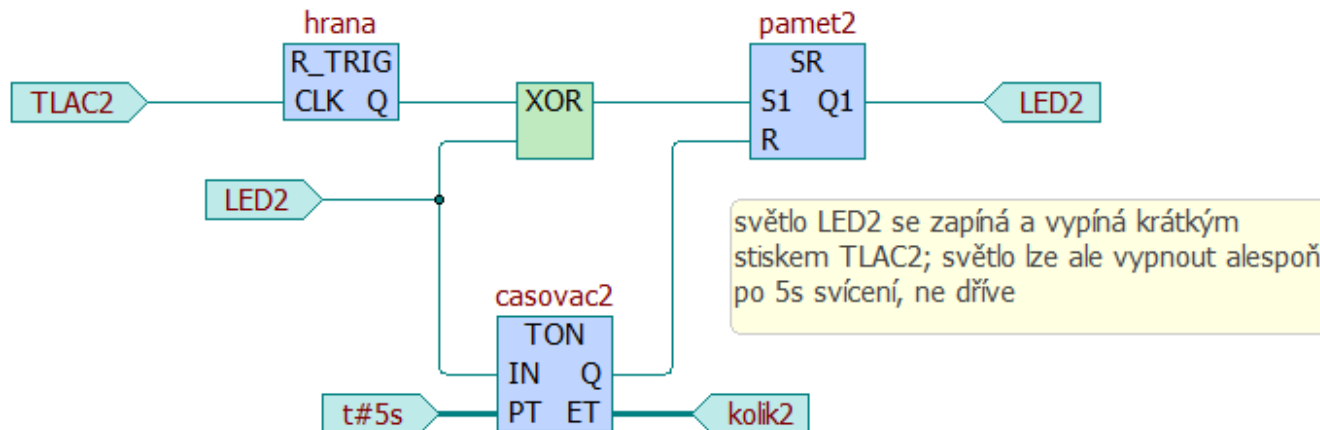 hrana
pamet2
R_TRIG
SR
TLAC2
CLK Q
XOR
S1 Q1
LED2
R
LED2
světlo LED2 se zapíná a vypíná krátkým
stiskem TLAC2; světlo lze ale vypnout alespoň
po 5s svícení, ne dříve
casovac2
TON
IN Q
t#5s
PT ET
kolik2